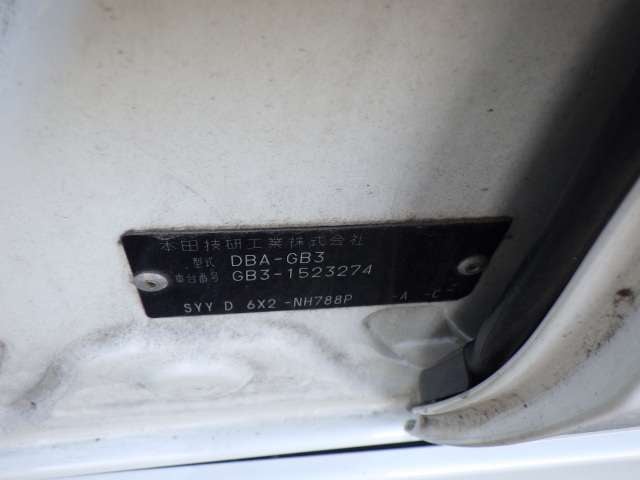 本田技研工業株式会社
型式 DBA-GB3
車台番号 GB3-1523274
SYY D 6X2 -NH788P -A -C